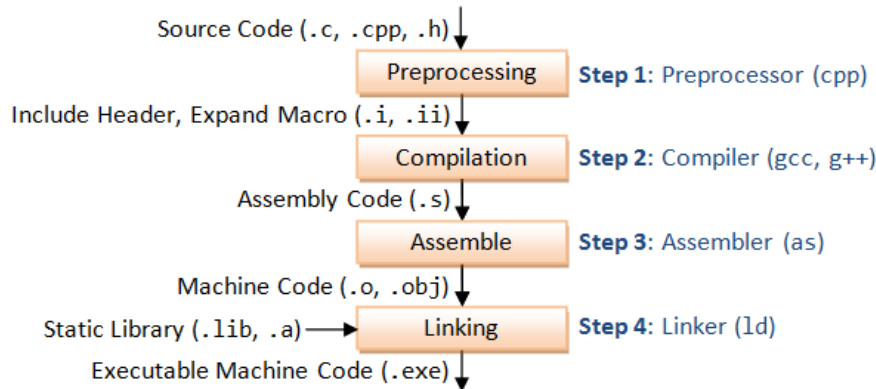 Source Code (.c, .cpp, .h)
Preprocessing
Step 1: Preprocessor (cpp)
Include Header, Expand Macro (.i, .ii)
Compilation
Step 2: Compiler (gcc, g++)
Assembly Code (.s)
Assemble
Step 3: Assembler (as)
Machine Code (.o, .obj)
Static Library (.lib, .a)
Linking
Step 4: Linker (ld)
Executable Machine Code (.exe)